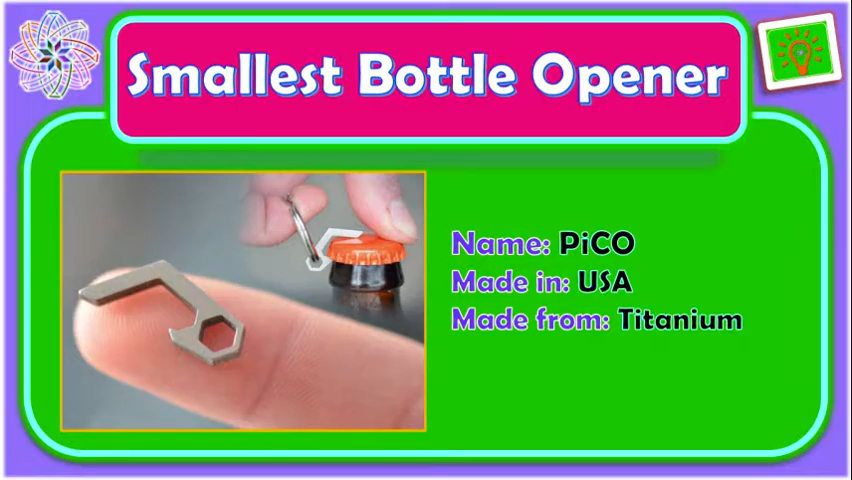 Smallest Bottle Opener
Name: PiCO
Made in: USA
Made from: Titanium